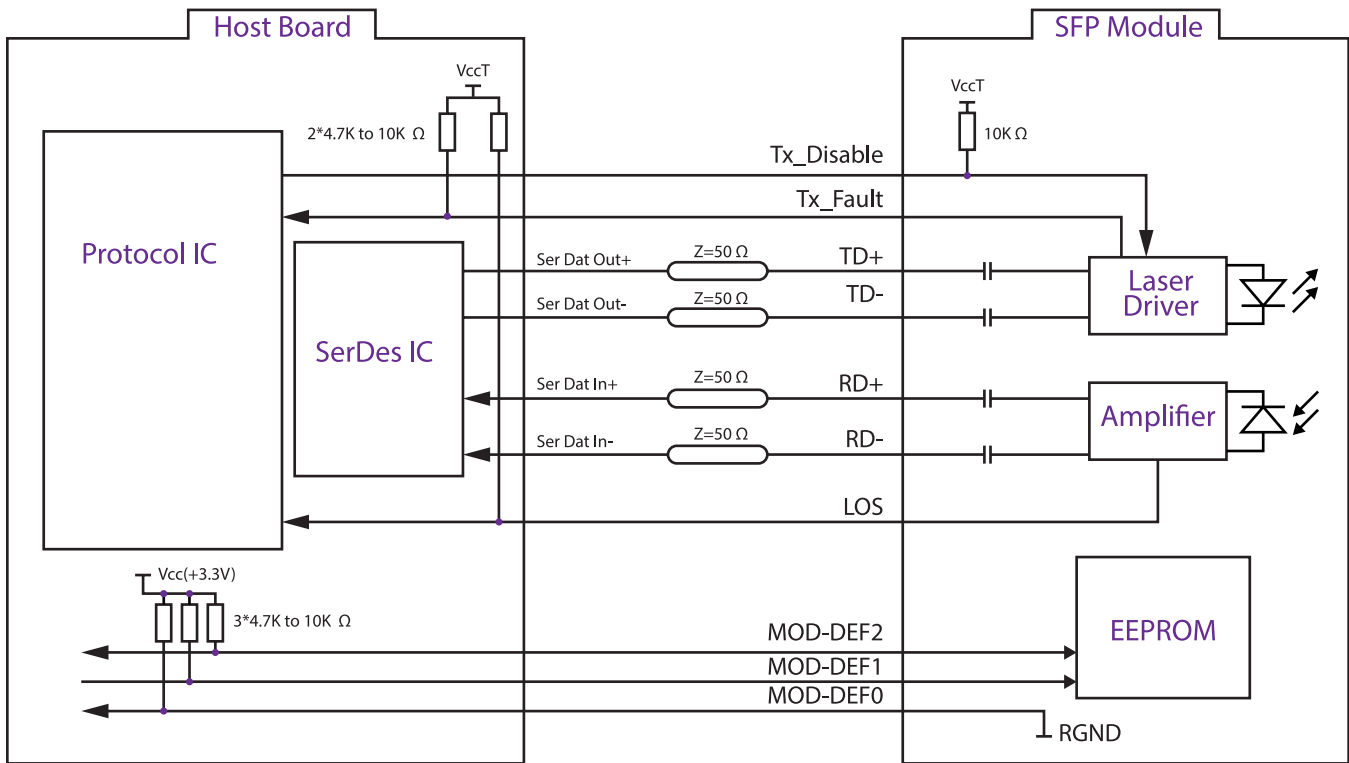 Host Board
SFP Module
VccT
VccT
2*4.7K to 10K Ω
10K Ω
Tx_Disable
Tx_Fault
Protocol IC
Ser Dat Out+
Z=50 Ω
TD+
Ser Dat Out-
Z=50 Ω
TD-
Laser
Driver
SerDes IC
Ser Dat In+
Z=50 Ω
RD+
Ser Dat In-
Z=50 Ω
RD-
Amplifier
LOS
Vcc(+3.3V)
3*4.7K to 10K Ω
MOD-DEF2
MOD-DEF1
MOD-DEF0
EEPROM
RGND